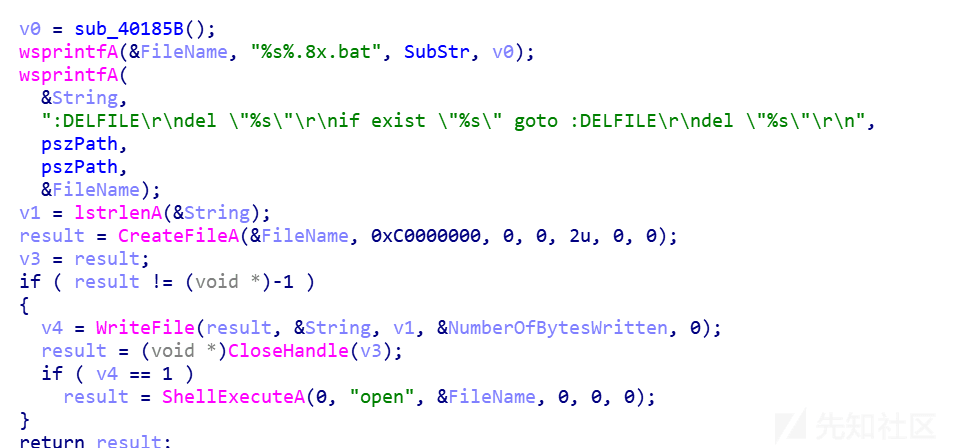 v0 = sub_40185B();
wsprintfA(&FileName, "%s%.8x.bat", SubStr, v0);
wsprintfA(
&String,
":DELFILE\r\ndel \"%s\"\r\nif exist \"%s\" goto :DELFILE\r\ndel \"%s\"\r\n",
pszPath,
pszPath,
&FileName);
v1 = lstrlenA(&String);
result = CreateFileA(&FileName, 0xC0000000, 0, 0, 2u, 0, 0);
v3 = result;
if ( result != (void *)-1 )
{
v4 = WriteFile(result, &String, v1, &NumberOfBytesWritten, 0);
result = (void *)CloseHandle(v3);
if ( v4 == 1 )
result = ShellExecuteA(0, "open", &FileName, 0, 0, 0);
}
return result;
先知社区